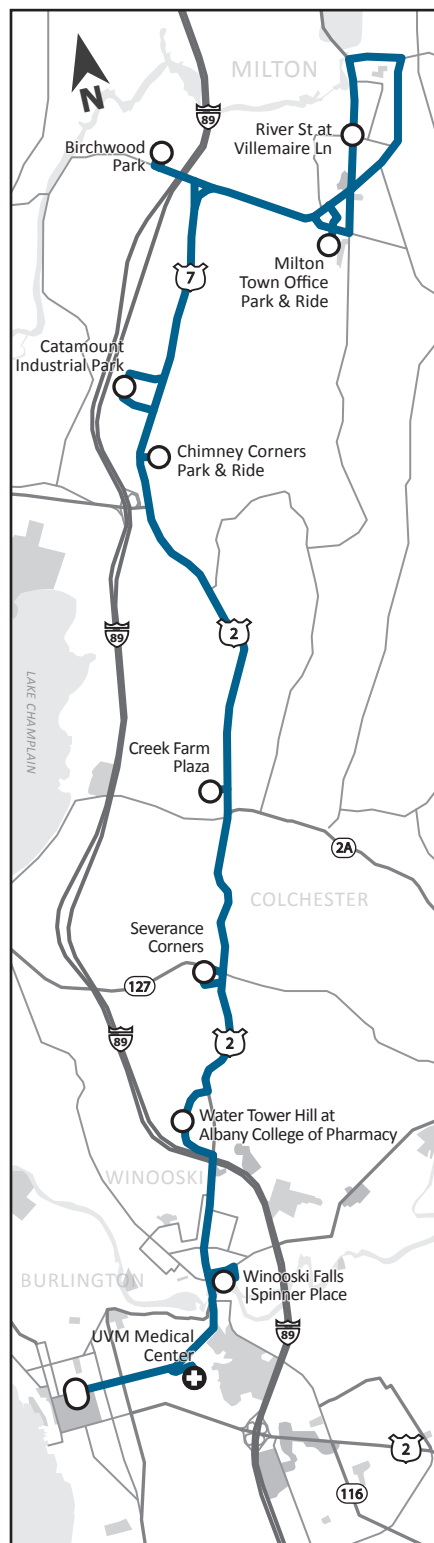 MILTON
N
89
River St at
Villemaire Ln
Birchwood
Park
Milton
Town Office
Park & Ride
7
Catamount
Industrial Park
Chimney Corners
Park & Ride
89
2
LAKE CHAMPLAIN
Creek Farm
Plaza
2A
COLCHESTER
Severance
Corners
127
89
2
Water Tower Hill at
Albany College of Pharmacy
WINOOSKI
BURLINGTON
Winooski Falls
|Spinner Place
89
UVM Medical
Center
2
116